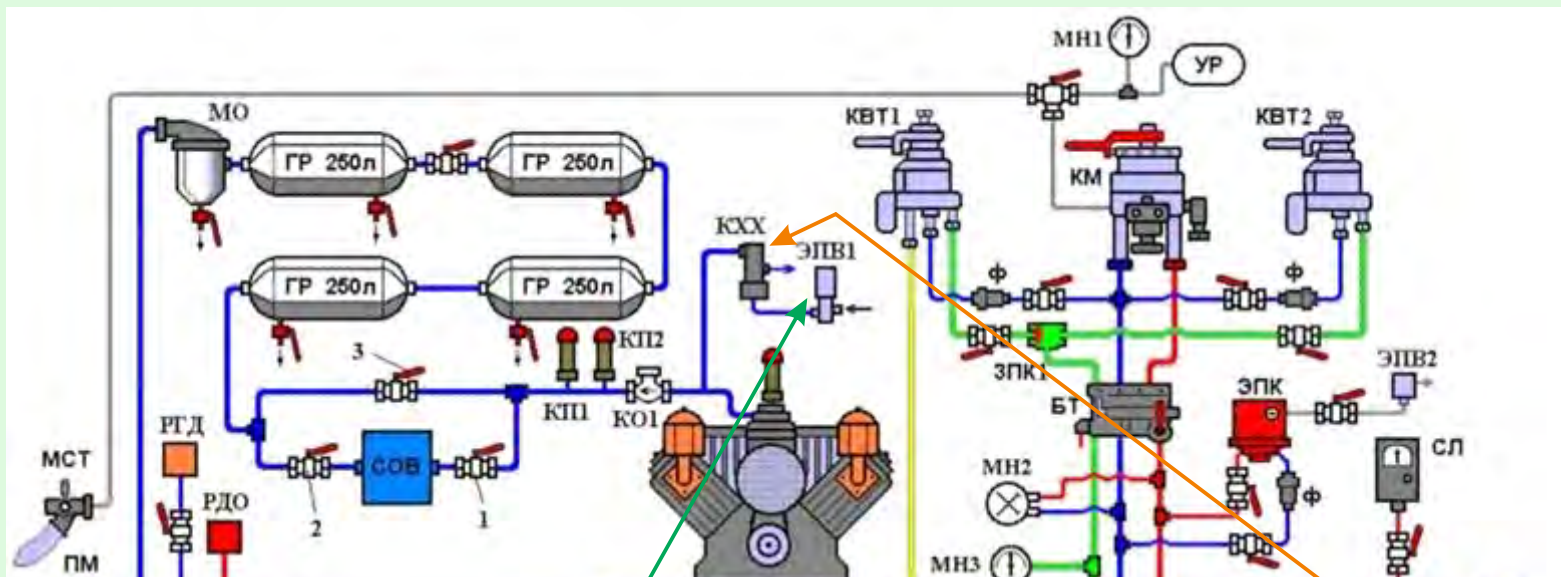 МН1
УР
МО
КВТ1
КВТ2
ГР 250л
ГР 250л
КМ
КХХ
ЭПВ1
ГР 250л
ГР 250л
Ф
Ф
3
КП2
ЗПК1
ЭПВ2
КП1
КО1
БТ
ЭПК
РГД
МСТ
СОВ
СЛ
МН2
РДО
2
1
Ф
ПМ
МН3